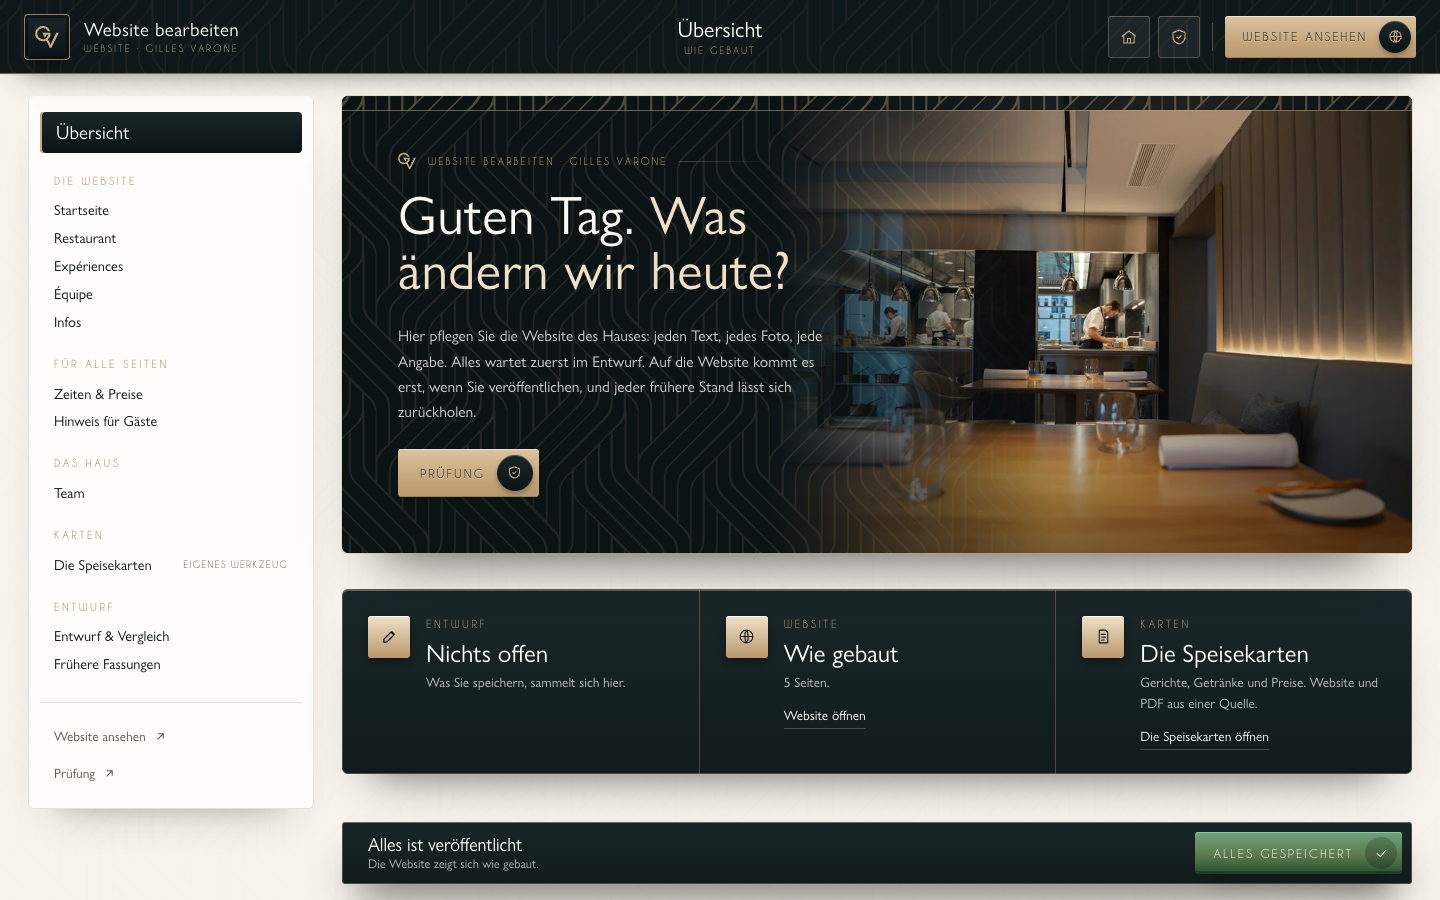 GV
Website bearbeiten
WEBSITE · GILLES VARONE
Übersicht
WIE GEBAUT
WEBSITE ANSEHEN
Übersicht
DIE WEBSITE
Startseite
Restaurant
Expériences
Équipe
Infos
FÜR ALLE SEITEN
Zeiten & Preise
Hinweis für Gäste
DAS HAUS
Team
KARTEN
Die Speisekarten
EIGENES WERKZEUG
ENTWURF
Entwurf & Vergleich
Frühere Fassungen
Website ansehen
Prüfung
GV
WEBSITE BEARBEITEN · GILLES VARONE
Guten Tag. Was
ändern wir heute?
Hier pflegen Sie die Website des Hauses: jeden Text, jedes Foto, jede
Angabe. Alles wartet zuerst im Entwurf. Auf die Website kommt es
erst, wenn Sie veröffentlichen, und jeder frühere Stand lässt sich
zurückholen.
PRÜFUNG
ENTWURF
Nichts offen
Was Sie speichern, sammelt sich hier.
WEBSITE
Wie gebaut
5 Seiten.
Website öffnen
KARTEN
Die Speisekarten
Gerichte, Getränke und Preise. Website und
PDF aus einer Quelle.
Die Speisekarten öffnen
Alles ist veröffentlicht
Die Website zeigt sich wie gebaut.
ALLES GESPEICHERT